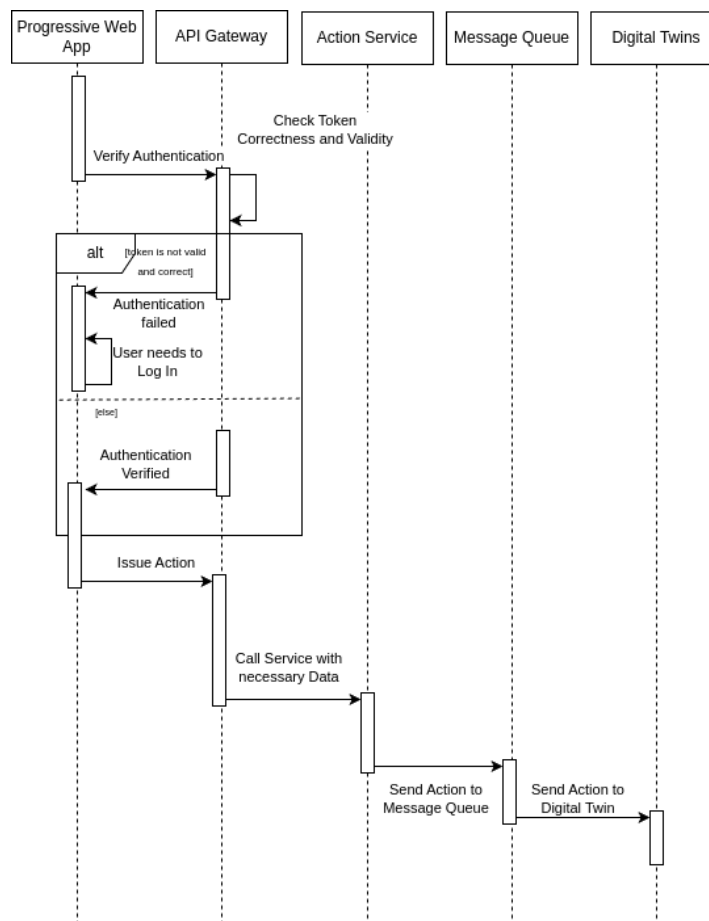 Progressive Web
App
API Gateway
Action Service
Message Queue
Digital Twins
Check Token
Correctness and Validity
Verify Authentication
alt
[token is not valid
and correct]
Authentication
failed
User needs to
Log In
[else]
Authentication
Verified
Issue Action
Call Service with
necessary Data
Send Action to
Message Queue
Send Action to
Digital Twin